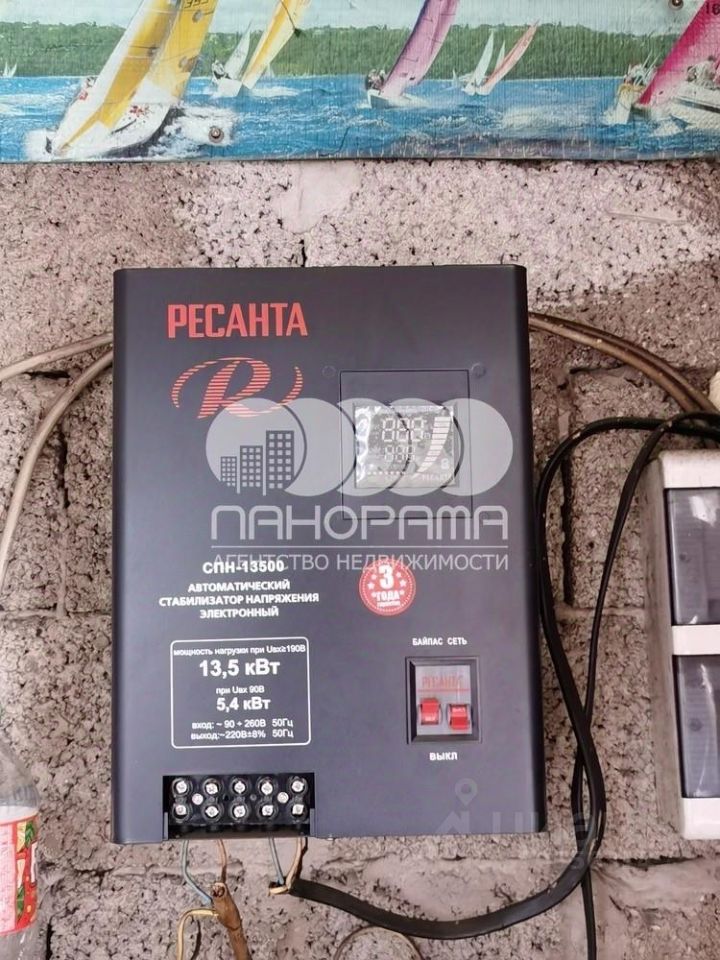 РЕСАНТА
R
ПАНОРАМА
АГЕНТСТВО НЕДВИЖИМОСТИ
СПН-13500
АВТОМАТИЧЕСКИЙ
СТАБИЛИЗАТОР НАПРЯЖЕНИЯ
ЭЛЕКТРОННЫЙ
3
ГОДА
мощность нагрузки при Uвх≥190В
13,5 кВт
при Uвх 90В
5,4 кВт
вход: ~ 90 ÷ 260В 50Гц
выход:~220В±8% 50Гц
БАЙПАС СЕТЬ
РЕСАНТА
ВЫКЛ